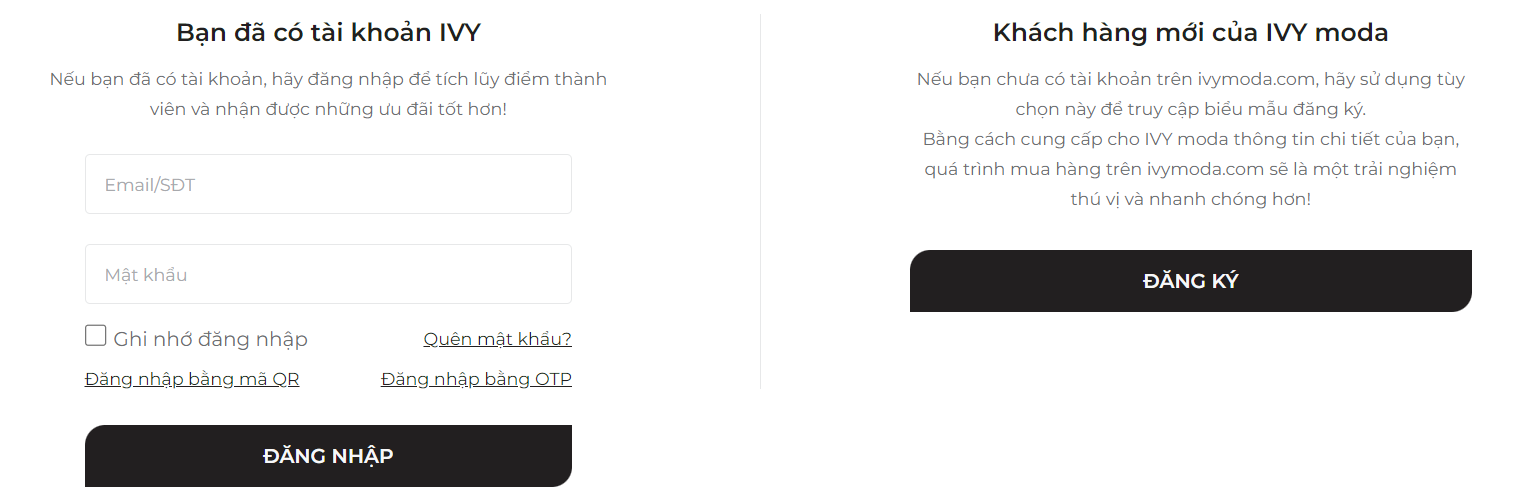 Bạn đã có tài khoản IVY
Nếu bạn đã có tài khoản, hãy đăng nhập để tích lũy điểm thành
viên và nhận được những ưu đãi tốt hơn!
Email/SĐT
Mật khẩu
Ghi nhớ đăng nhập
Quên mật khẩu?
Đăng nhập bằng mã QR
Đăng nhập bằng OTP
ĐĂNG NHẬP
Khách hàng mới của IVY moda
Nếu bạn chưa có tài khoản trên ivymoda.com, hãy sử dụng tùy
chọn này để truy cập biểu mẫu đăng ký.
Bằng cách cung cấp cho IVY moda thông tin chi tiết của bạn,
quá trình mua hàng trên ivymoda.com sẽ là một trải nghiệm
thú vị và nhanh chóng hơn!
ĐĂNG KÝ